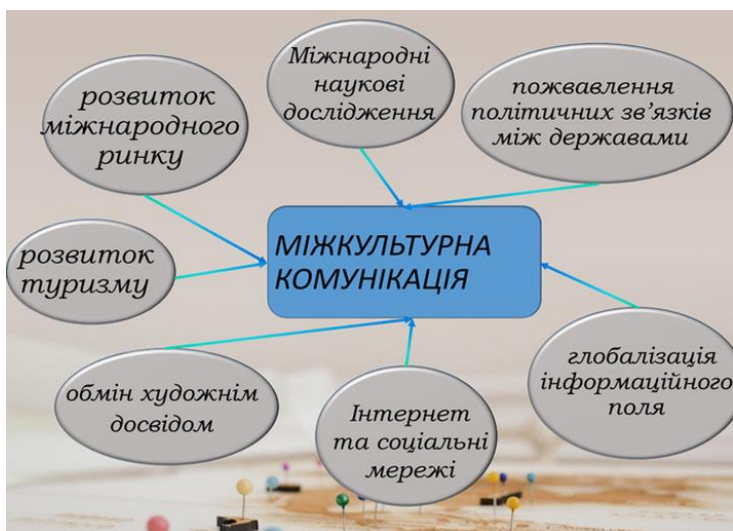 розвиток
міжнародного
ринку
Міжнародні
наукові
дослідження
пожвавлення
політичних зв’язків
між державами
МІЖКУЛЬТУРНА
КОМУНІКАЦІЯ
розвиток
туризму
обмін художнім
досвідом
Інтернет
та соціальні
мережі
глобалізація
інформаційного
поля